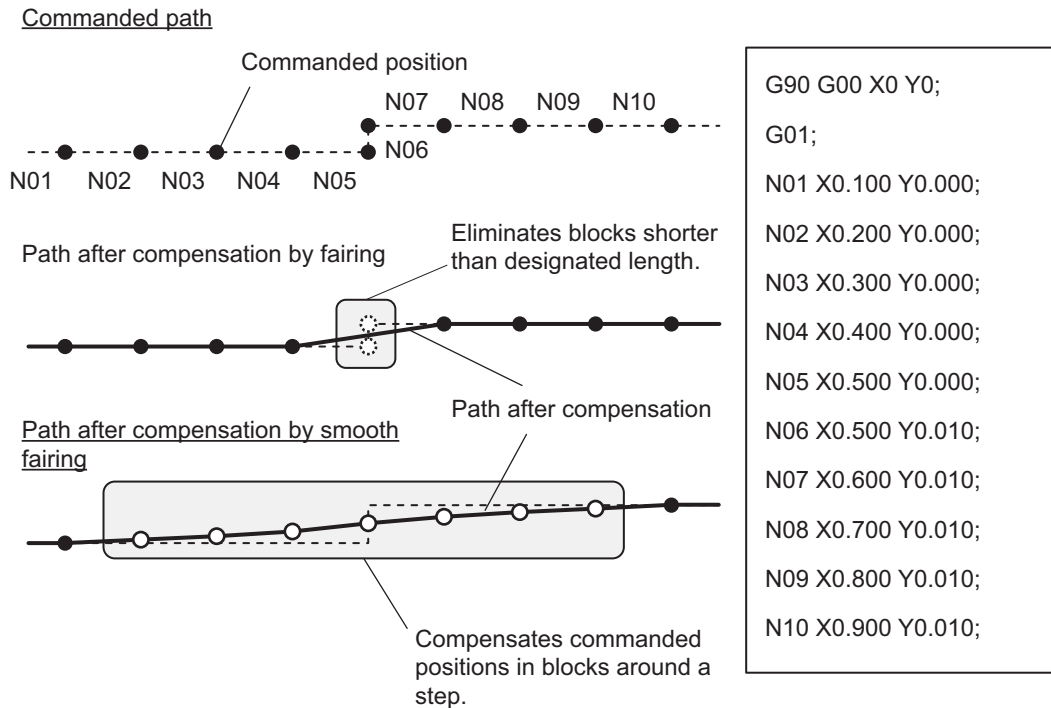 Commanded path
Commanded position
N07 N08 N09 N10
N06
N01 N02 N03 N04 N05
Path after compensation by fairing
Eliminates blocks shorter
than designated length.
Path after compensation
Path after compensation by smooth
fairing
Compensates commanded
positions in blocks around a
step.
G90 G00 X0 Y0;
G01;
N01 X0.100 Y0.000;
N02 X0.200 Y0.000;
N03 X0.300 Y0.000;
N04 X0.400 Y0.000;
N05 X0.500 Y0.000;
N06 X0.500 Y0.010;
N07 X0.600 Y0.010;
N08 X0.700 Y0.010;
N09 X0.800 Y0.010;
N10 X0.900 Y0.010;